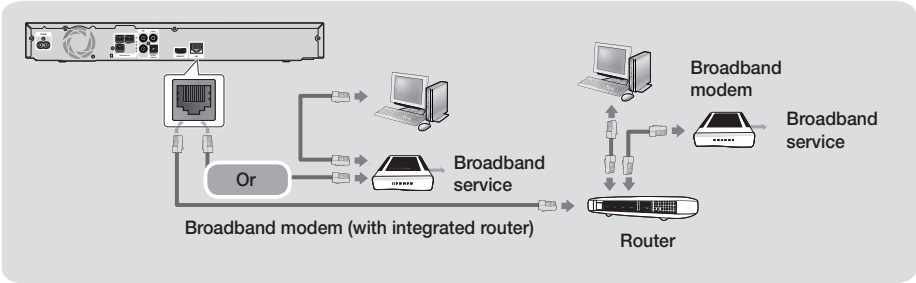 Broadband
modem
Broadband
service
Broadband
service
Or
Broadband modem (with integrated router)
Router